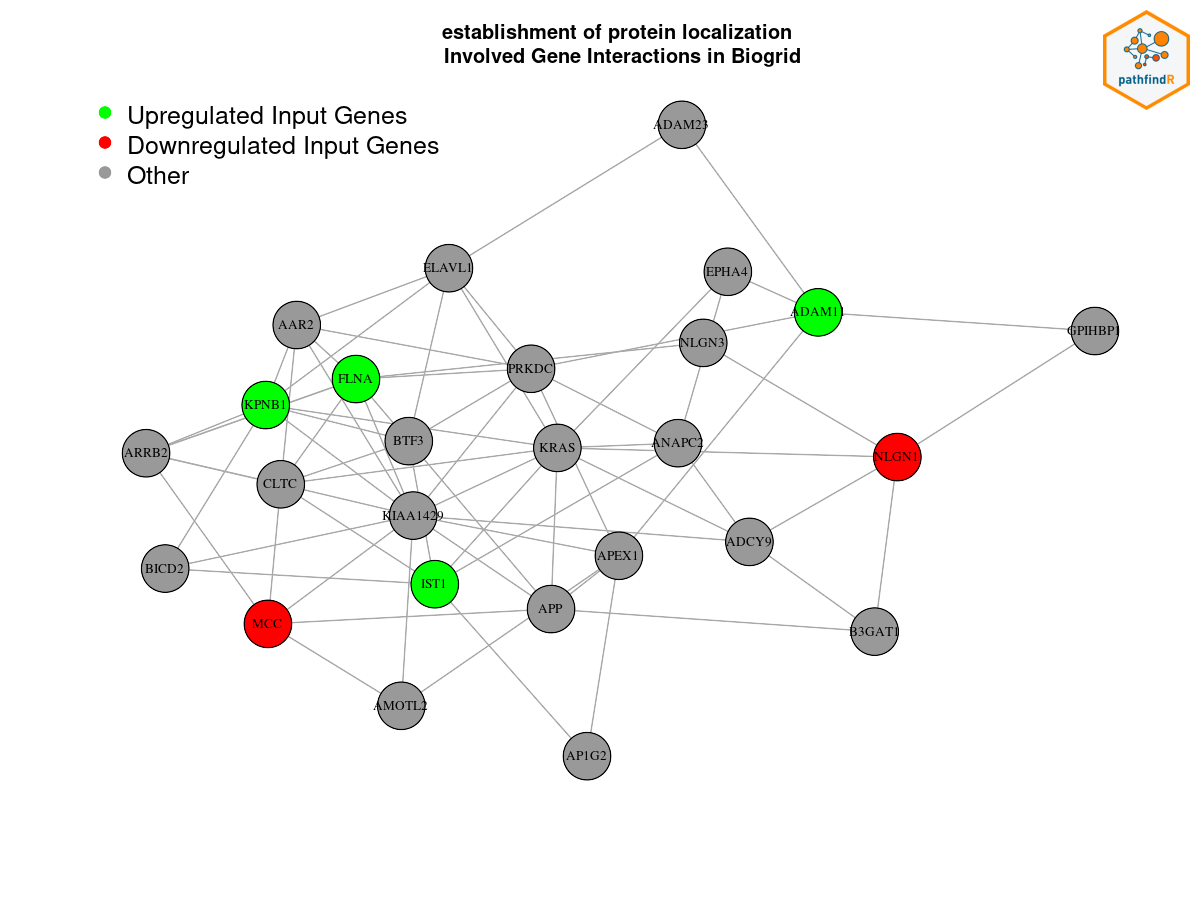 establishment of protein localization
Involved Gene Interactions in Biogrid
pathfindR
Upregulated Input Genes
Downregulated Input Genes
Other
ADAM23
ELAVL1
EPHA4
AAR2
GPIHBP1
NLGN3
PRKDC
FLNA
KPNB1
BTF3
ANAPC2
KRAS
ARRB2
NLGN1
CLTC
KIAA1429
ADCY9
APEX1
BICD2
IST1
APP
MCC
B3GAT1
AMOTL2
AP1G2